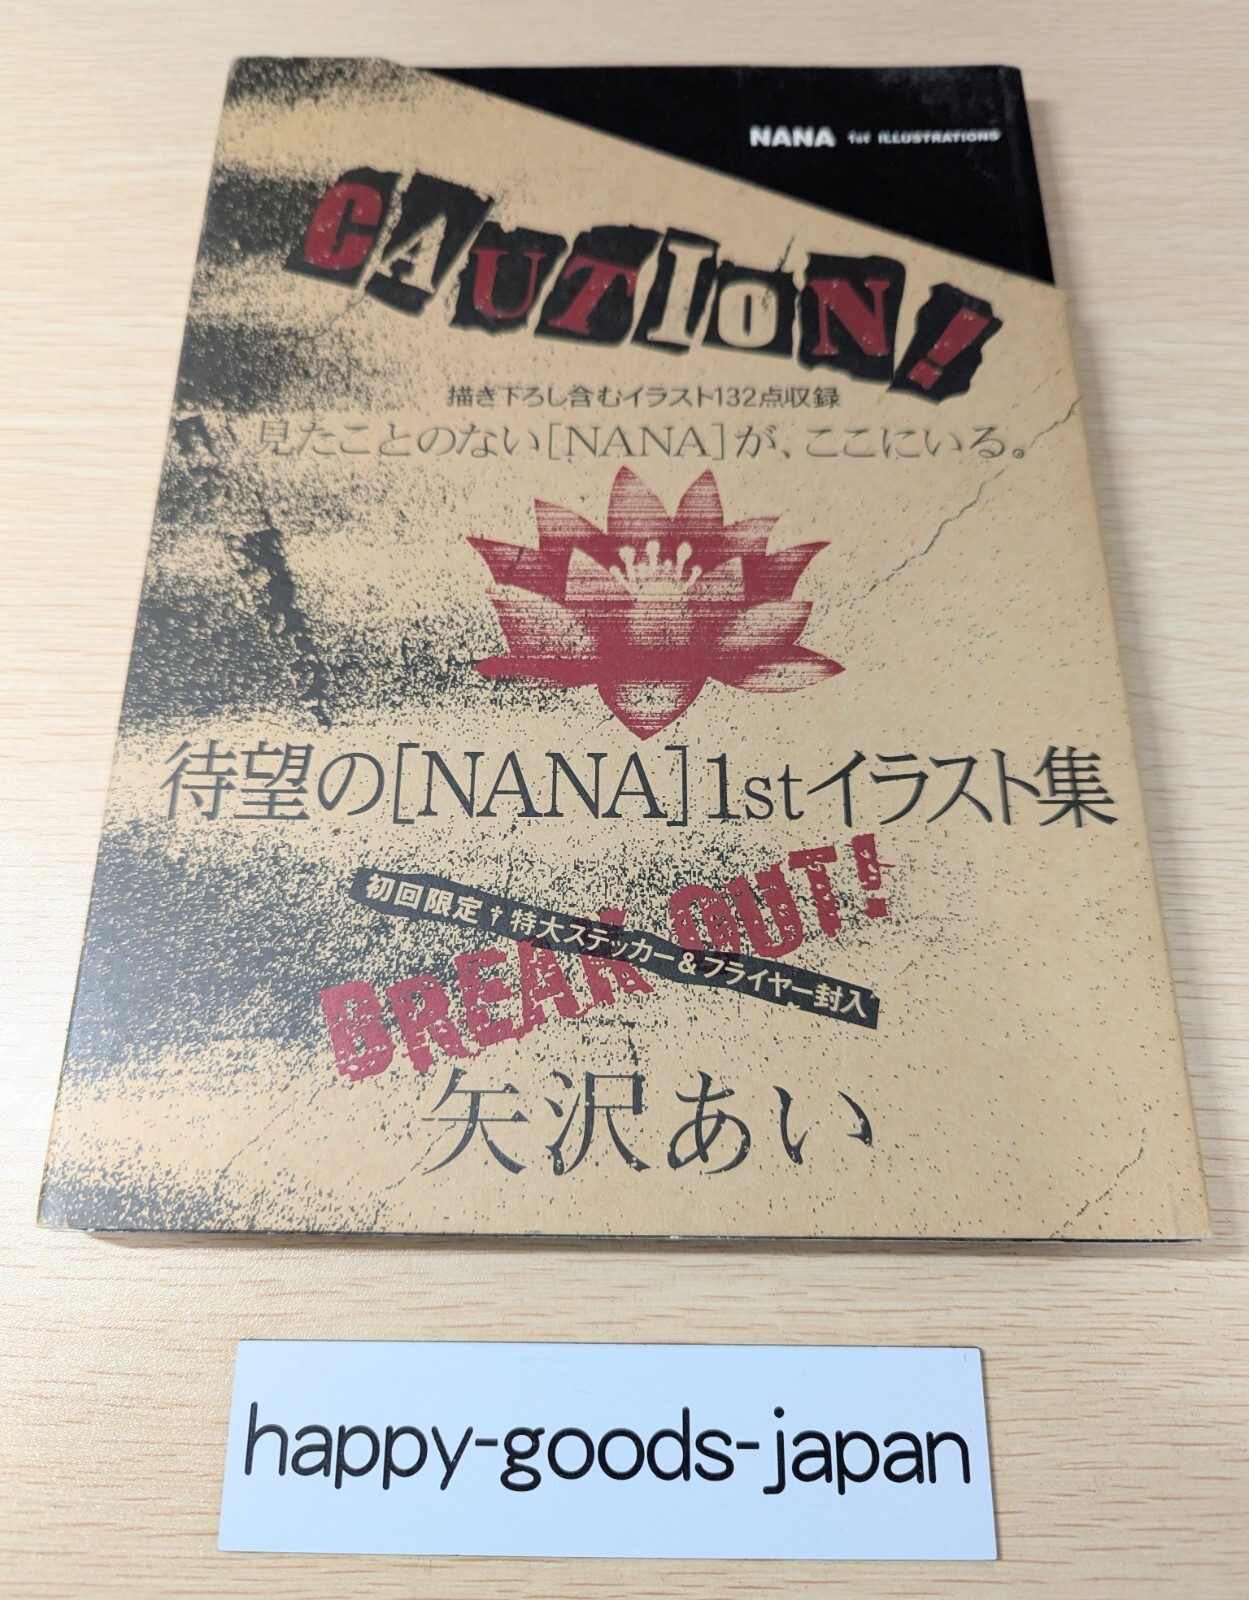 NANA 1st ILLUSTRATIONS
CAUTION!
描き下ろし含むイラスト132点収録
見たことのない[NANA]が、ここにいる。
待望の[NANA]1stイラスト集
初回限定†特大ステッカー&フライヤー封入
BREAK OUT!
矢沢あい
happy-goods-japan